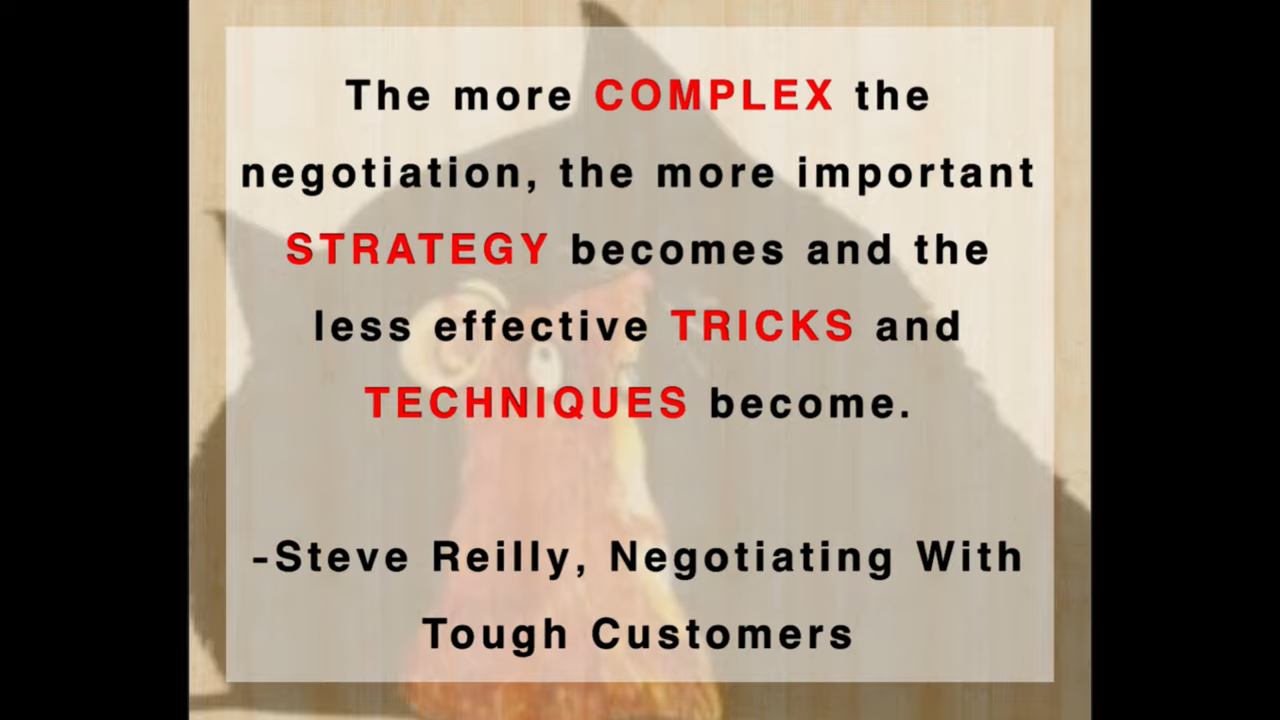 The more COMPLEX the
negotiation, the more important
STRATEGY becomes and the
less effective TRICKS and
TECHNIQUES become.
-Steve Reilly, Negotiating With
Tough Customers